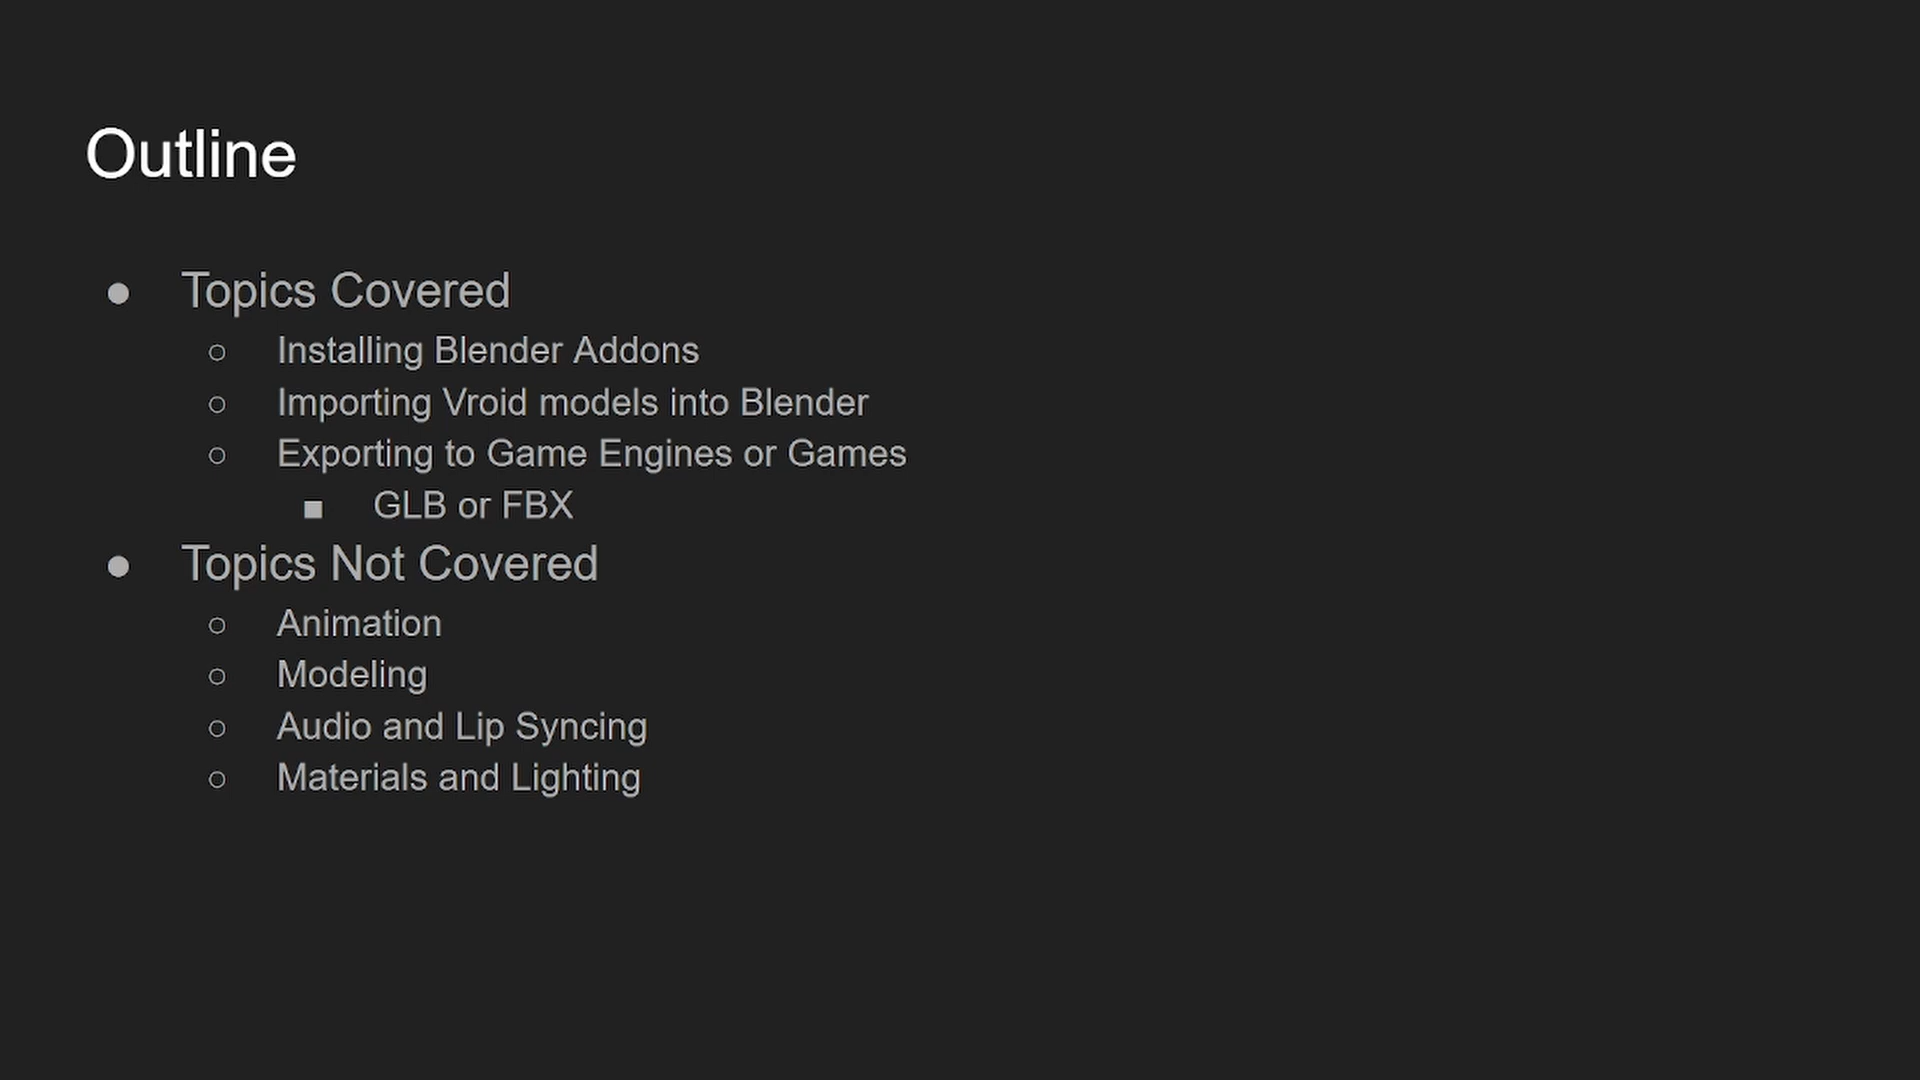 Outline
● Topics Covered
○ Installing Blender Addons
○ Importing Vroid models into Blender
○ Exporting to Game Engines or Games
■ GLB or FBX
● Topics Not Covered
○ Animation
○ Modeling
○ Audio and Lip Syncing
○ Materials and Lighting